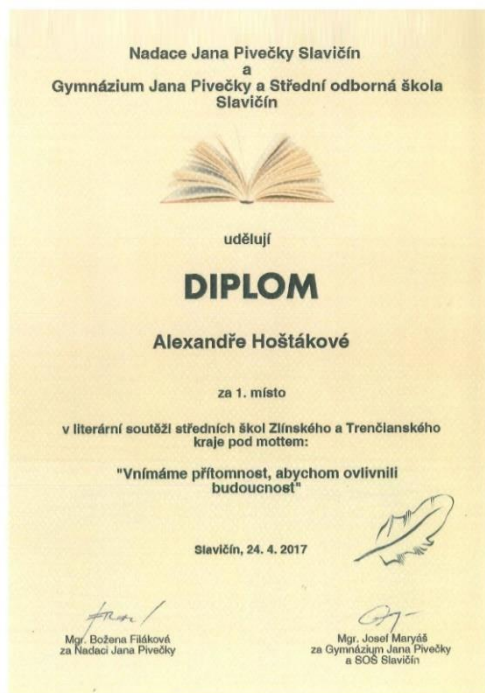 Nadace Jana Pivečky Slavičín
a
Gymnázium Jana Pivečky a Střední odborná škola
Slavičín
udělují
DIPLOM
Alexandře Hoštákové
za 1. místo
v literární soutěži středních škol Zlínského a Trenčianského
kraje pod mottem:
"Vnímáme přítomnost, abychom ovlivnili
budoucnost"
Slavičín, 24. 4. 2017
Mgr. Božena Filáková
za Nadaci Jana Pivečky
Mgr. Josef Maryáš
za Gymnázium Jana Pivečky
a SOŠ Slavičín